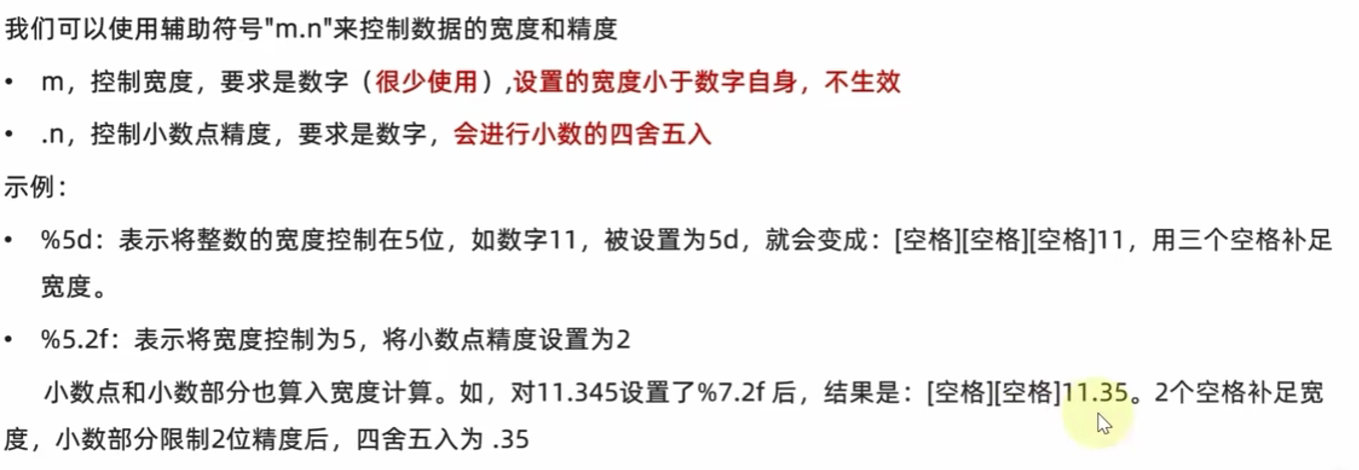 我们可以使用辅助符号"m.n"来控制数据的宽度和精度
• m，控制宽度，要求是数字（很少使用）,设置的宽度小于数字自身，不生效
• .n，控制小数点精度，要求是数字，会进行小数的四舍五入
示例：
• %5d：表示将整数的宽度控制在5位，如数字11，被设置为5d，就会变成：[空格][空格][空格]11，用三个空格补足
宽度。
• %5.2f：表示将宽度控制为5，将小数点精度设置为2
小数点和小数部分也算入宽度计算。如，对11.345设置了%7.2f 后，结果是：[空格][空格]11.35。2个空格补足宽
度，小数部分限制2位精度后，四舍五入为 .35